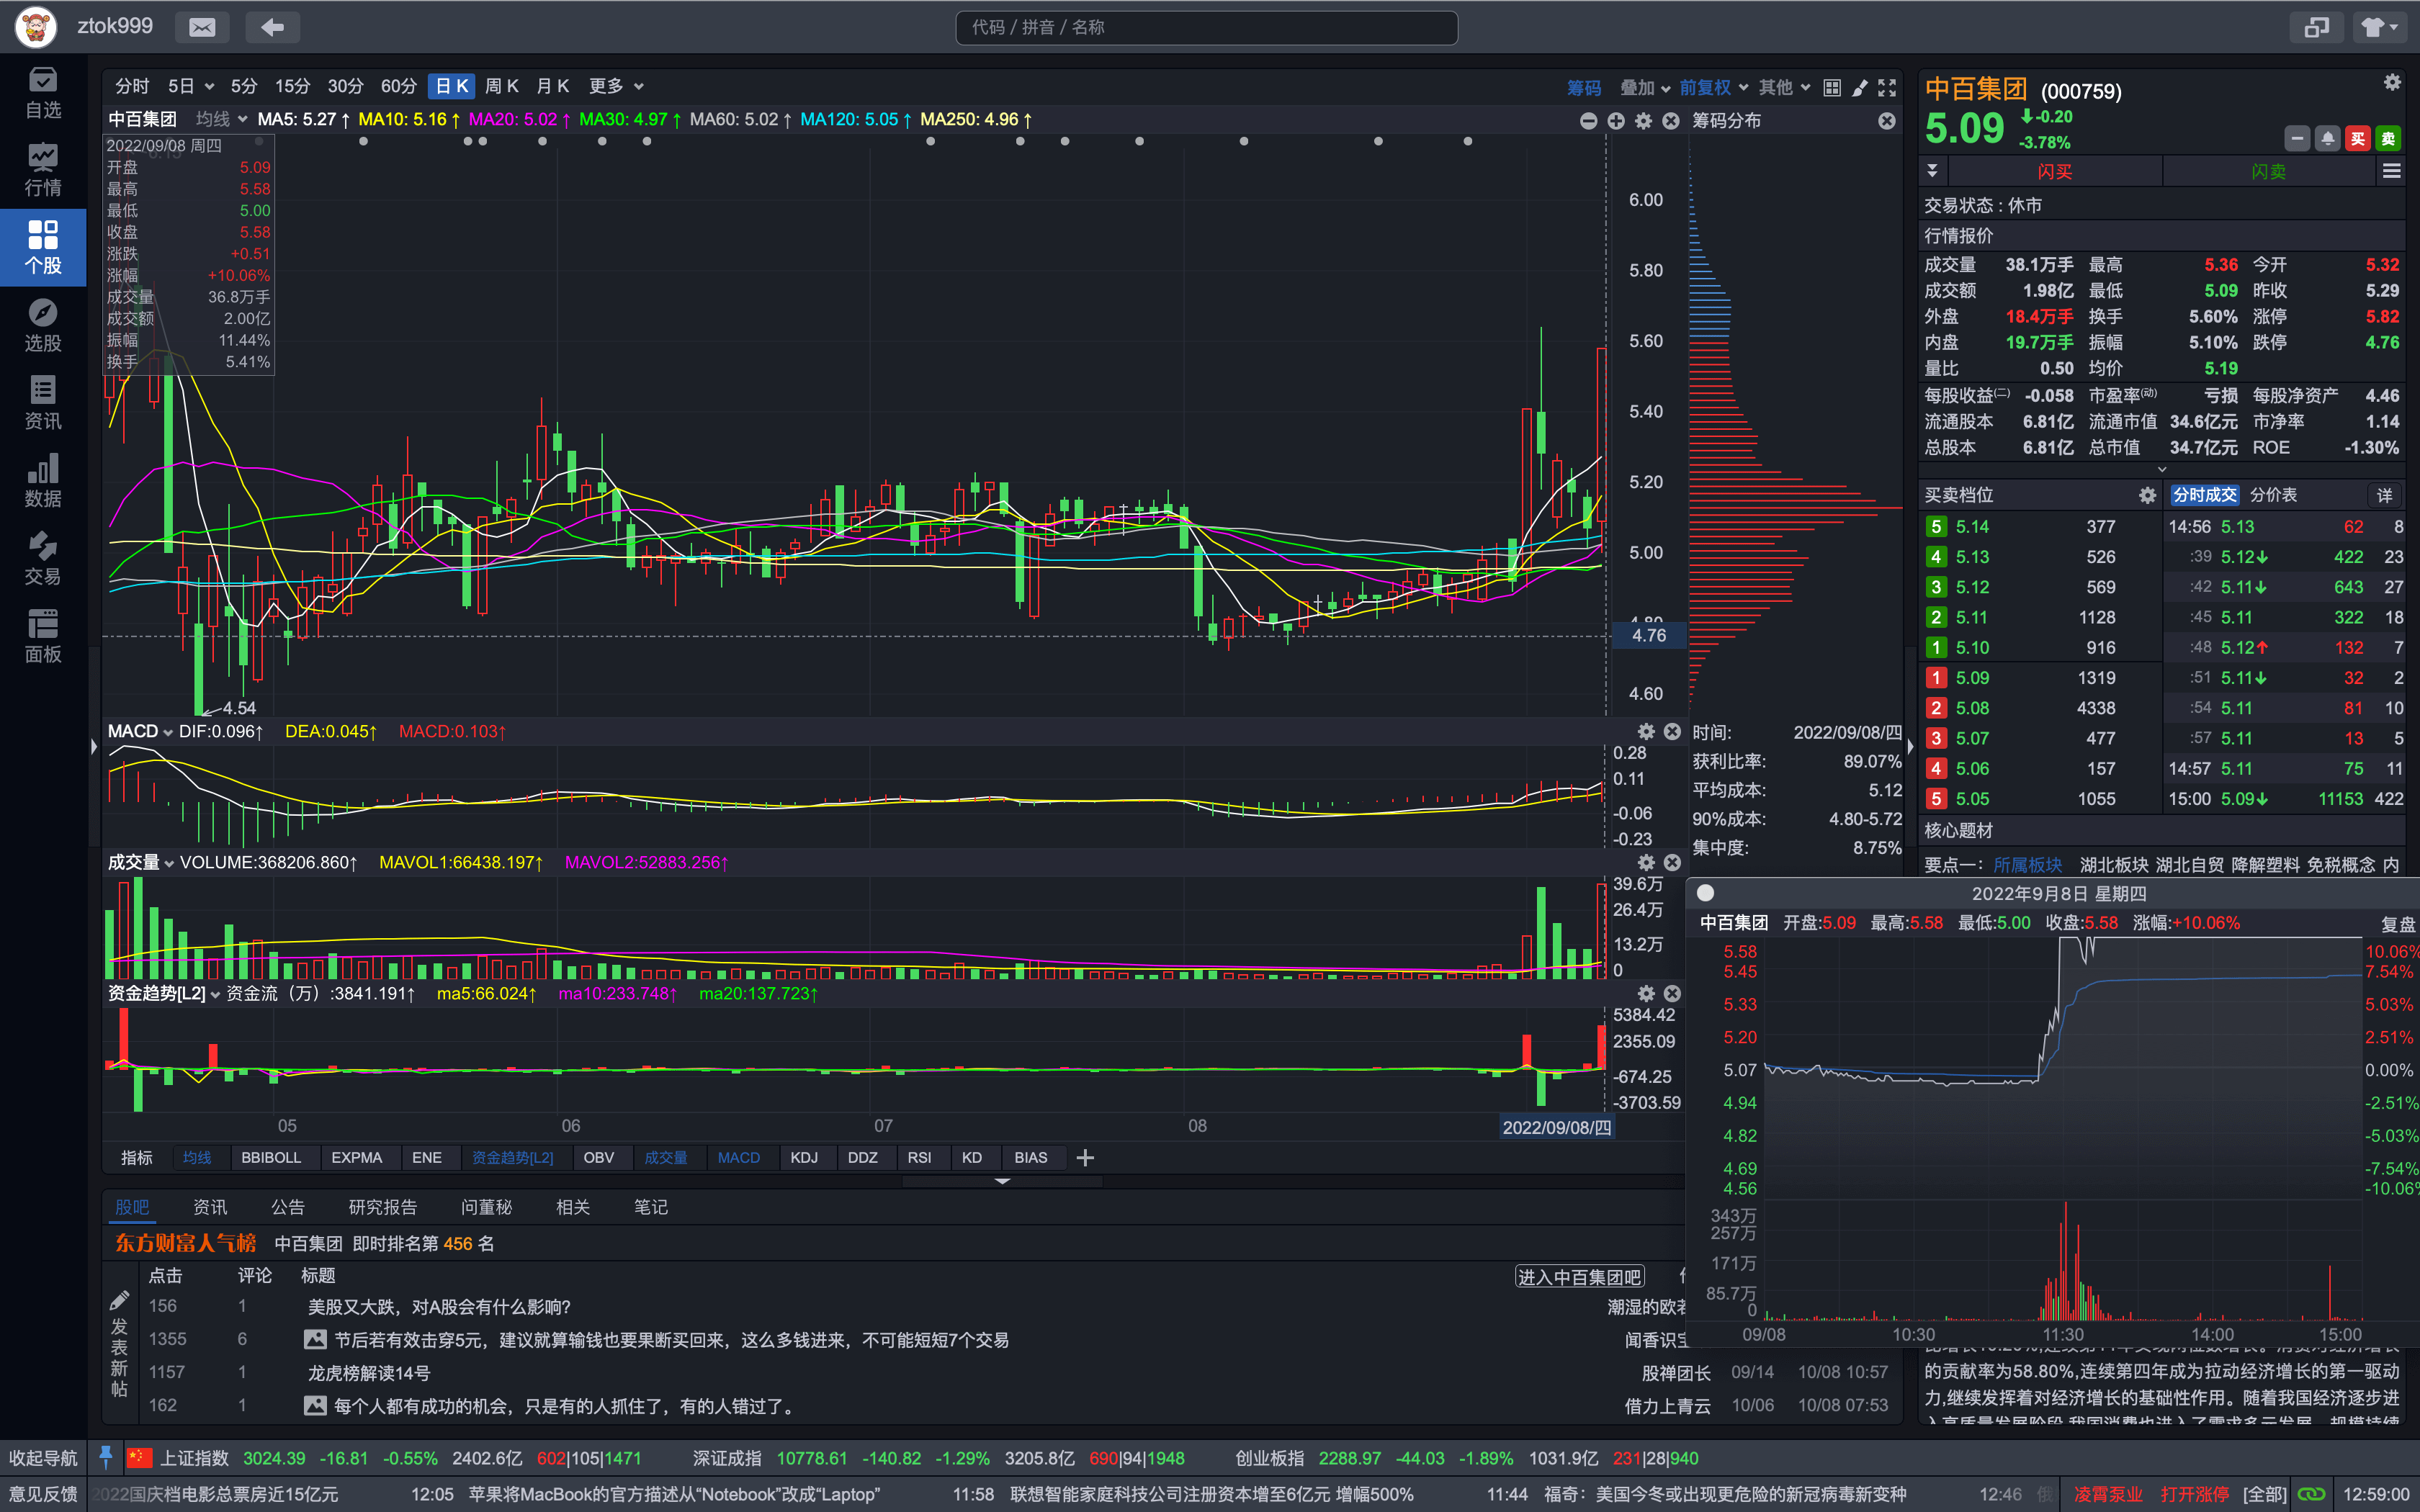 ztok999
代码 / 拼音 / 名称
自选
行情
个股
选股
资讯
数据
交易
面板
分时 5日 5分 15分 30分 60分 日K 周K 月K 更多
筹码 叠加 前复权 其他
中百集团 均线 MA5: 5.27↑ MA10: 5.16↑ MA20: 5.02↑ MA30: 4.97↑ MA60: 5.02↑ MA120: 5.05↑ MA250: 4.96↑
筹码分布
2022/09/08 周四
开盘 5.09
最高 5.58
最低 5.00
收盘 5.58
涨跌 +0.51
涨幅 +10.06%
成交量 36.8万手
成交额 2.00亿
振幅 11.44%
换手 5.41%
6.00
5.80
5.60
5.40
5.20
5.00
4.80
4.76
4.60
4.54
MACD DIF:0.096↑ DEA:0.045↑ MACD:0.103↑
0.28
0.11
-0.06
-0.23
成交量 VOLUME:368206.860↑ MAVOL1:66438.197↑ MAVOL2:52883.256↑
39.6万
26.4万
13.2万
0
资金趋势[L2] 资金流（万）:3841.191↑ ma5:66.024↑ ma10:233.748↑ ma20:137.723↑
5384.42
2355.09
-674.25
-3703.59
05 06 07 08 2022/09/08/四
指标 均线 BBIBOLL EXPMA ENE 资金趋势[L2] OBV 成交量 MACD KDJ DDZ RSI KD BIAS
时间: 2022/09/08/四
获利比率: 89.07%
平均成本: 5.12
90%成本: 4.80-5.72
集中度: 8.75%
股吧 资讯 公告 研究报告 问董秘 相关 笔记
东方财富人气榜 中百集团 即时排名第 456 名
点击 评论 标题 进入中百集团吧
发表新帖
156 1 美股又大跌，对A股会有什么影响? 潮湿的欧
1355 6 节后若有效击穿5元，建议就算输钱也要果断买回来，这么多钱进来，不可能短短7个交易 闻香识
1157 1 龙虎榜解读14号 股禅团长 09/14 10/08 10:57
162 1 每个人都有成功的机会，只是有的人抓住了，有的人错过了。 借力上青云 10/06 10/08 07:53
中百集团 (000759)
5.09 -0.20
-3.78%
买 卖
闪买 闪卖
交易状态 : 休市
行情报价
成交量 38.1万手 最高 5.36 今开 5.32
成交额 1.98亿 最低 5.09 昨收 5.29
外盘 18.4万手 换手 5.60% 涨停 5.82
内盘 19.7万手 振幅 5.10% 跌停 4.76
量比 0.50 均价 5.19
每股收益(二) -0.058 市盈率(动) 亏损 每股净资产 4.46
流通股本 6.81亿 流通市值 34.6亿元 市净率 1.14
总股本 6.81亿 总市值 34.7亿元 ROE -1.30%
买卖档位 分时成交 分价表 详
5 5.14 377 14:56 5.13 62 8
4 5.13 526 :39 5.12↓ 422 23
3 5.12 569 :42 5.11↓ 643 27
2 5.11 1128 :45 5.11 322 18
1 5.10 916 :48 5.12↑ 132 7
1 5.09 1319 :51 5.11↓ 32 2
2 5.08 4338 :54 5.11 81 10
3 5.07 477 :57 5.11 13 5
4 5.06 157 14:57 5.11 75 11
5 5.05 1055 15:00 5.09↓ 11153 422
核心题材
要点一： 所属板块 湖北板块 湖北自贸 降解塑料 免税概念 内
2022年9月8日 星期四
中百集团 开盘:5.09 最高:5.58 最低:5.00 收盘:5.58 涨幅:+10.06% 复盘
5.58 10.06%
5.45 7.54%
5.33 5.03%
5.20 2.51%
5.07 0.00%
4.94 -2.51%
4.82 -5.03%
4.69 -7.54%
4.56 -10.06%
343万
257万
171万
85.7万
0
09/08 10:30 11:30 14:00 15:00
的贡献率为58.80%,连续第四年成为拉动经济增长的第一驱动
力,继续发挥着对经济增长的基础性作用。随着我国经济逐步进
收起导航 上证指数 3024.39 -16.81 -0.55% 2402.6亿 602|105|1471 深证成指 10778.61 -140.82 -1.29% 3205.8亿 690|94|1948 创业板指 2288.97 -44.03 -1.89% 1031.9亿 231|28|940
意见反馈 2022国庆档电影总票房近15亿元 12:05 苹果将MacBook的官方描述从“Notebook”改成“Laptop” 11:58 联想智能家庭科技公司注册资本增至6亿元 增幅500% 11:44 福奇：美国今冬或出现更危险的新冠病毒新变种 12:46 俄 凌霄泵业 打开涨停 [全部] 12:59:00